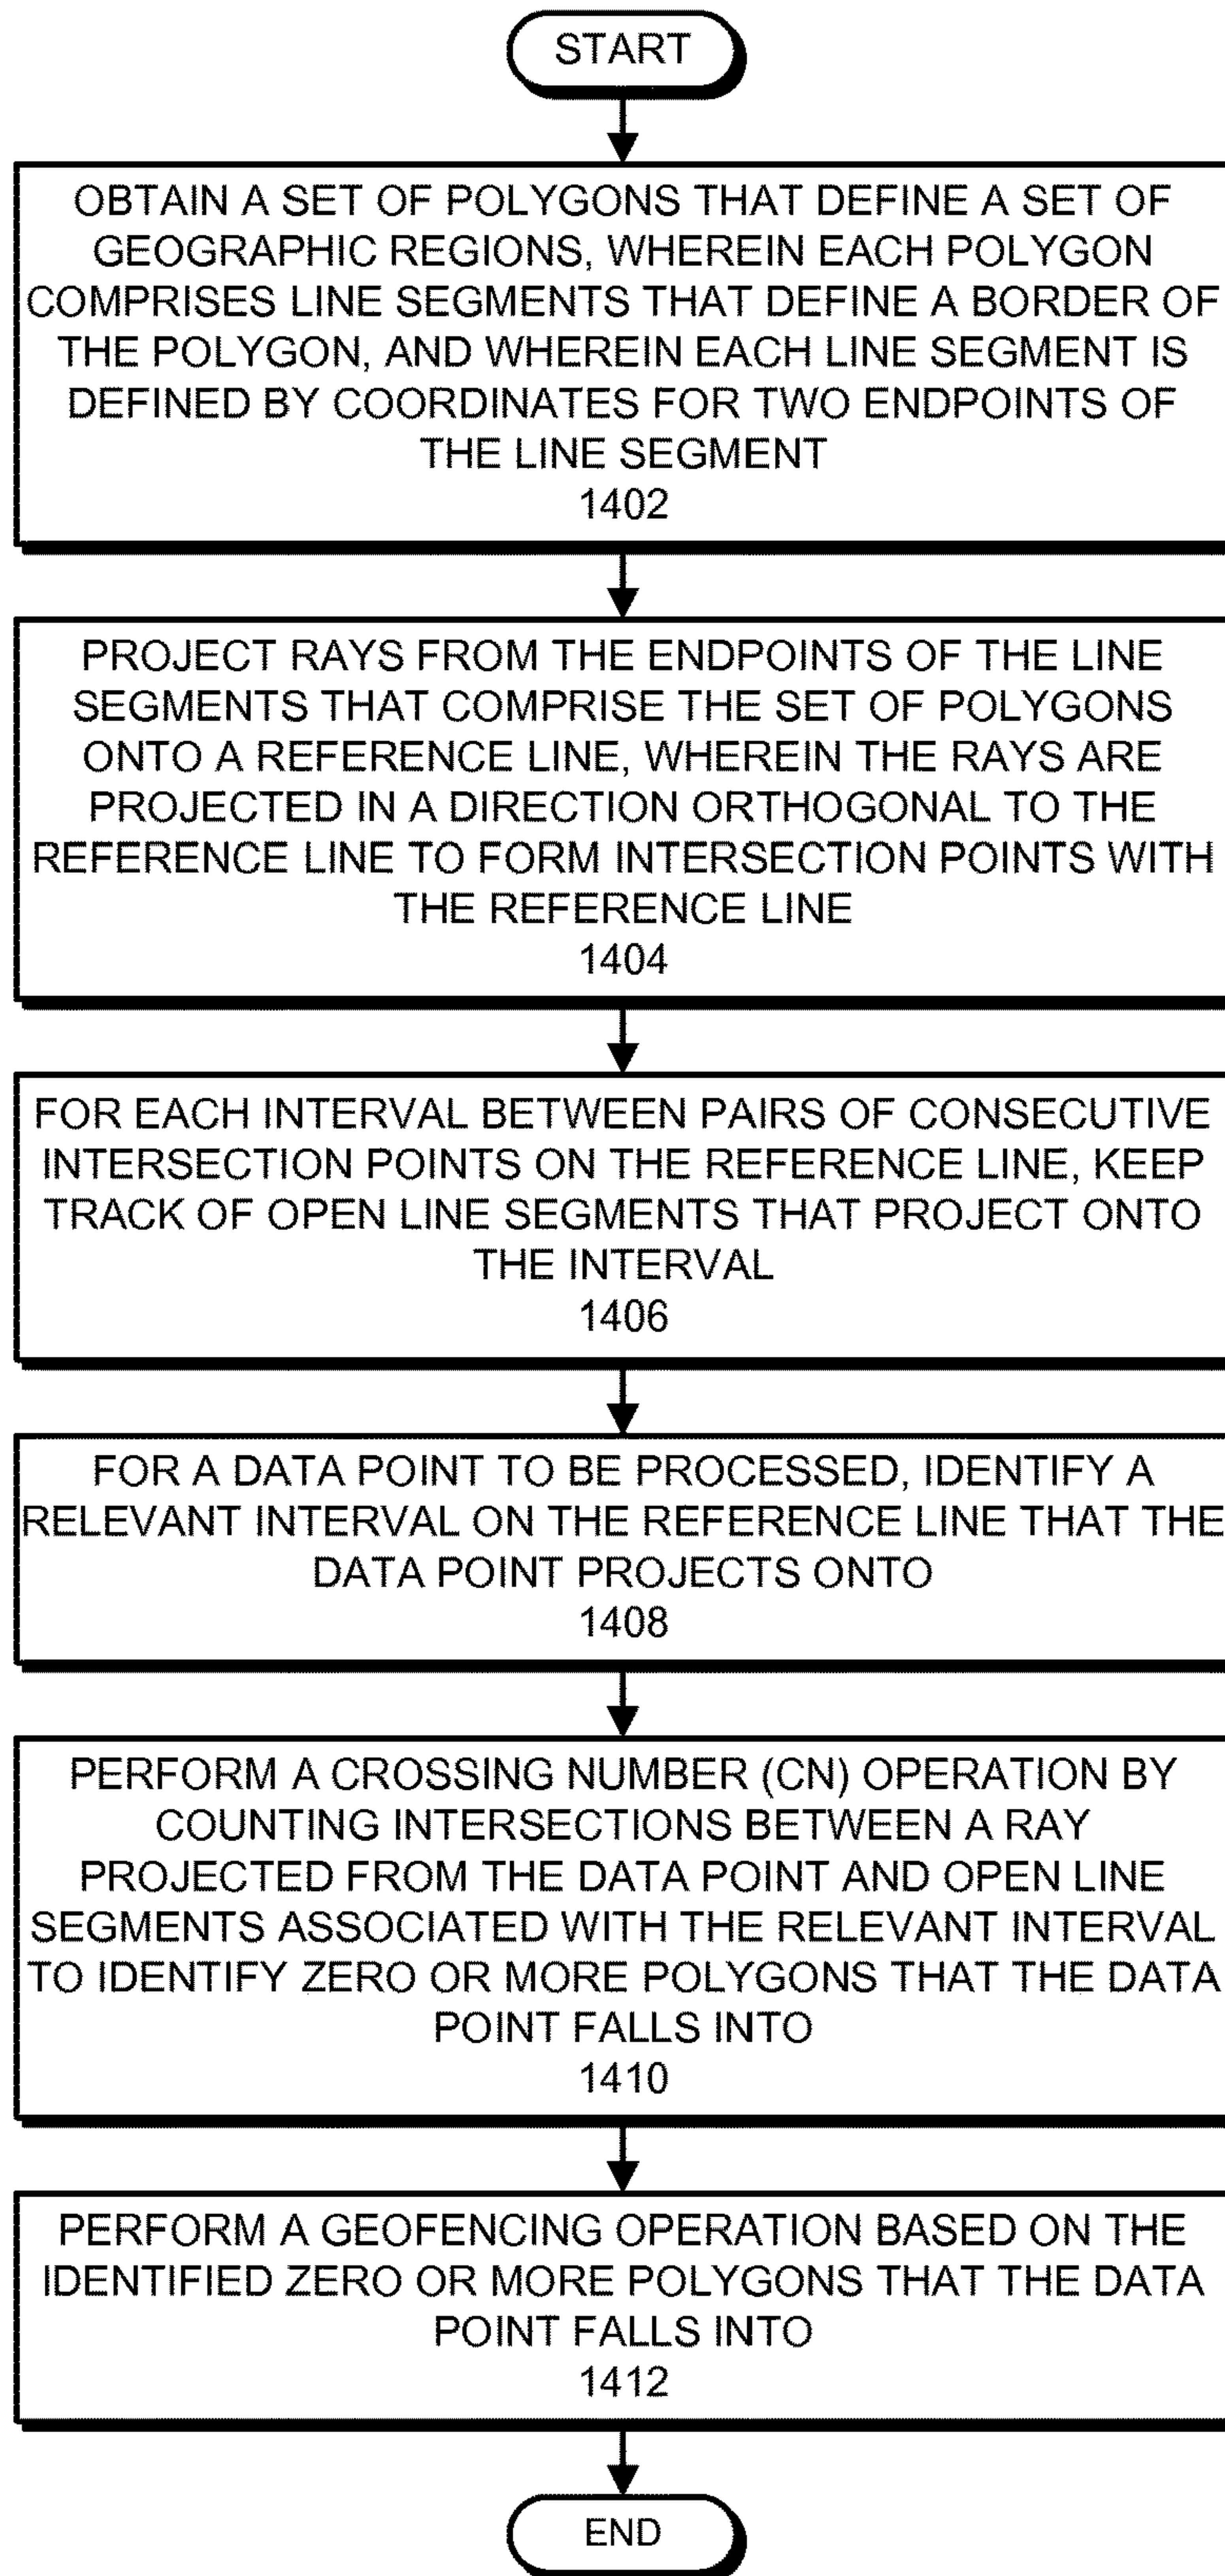 START
OBTAIN A SET OF POLYGONS THAT DEFINE A SET OF
GEOGRAPHIC REGIONS, WHEREIN EACH POLYGON
COMPRISES LINE SEGMENTS THAT DEFINE A BORDER OF
THE POLYGON, AND WHEREIN EACH LINE SEGMENT IS
DEFINED BY COORDINATES FOR TWO ENDPOINTS OF
THE LINE SEGMENT
1402
PROJECT RAYS FROM THE ENDPOINTS OF THE LINE
SEGMENTS THAT COMPRISE THE SET OF POLYGONS
ONTO A REFERENCE LINE, WHEREIN THE RAYS ARE
PROJECTED IN A DIRECTION ORTHOGONAL TO THE
REFERENCE LINE TO FORM INTERSECTION POINTS WITH
THE REFERENCE LINE
1404
FOR EACH INTERVAL BETWEEN PAIRS OF CONSECUTIVE
INTERSECTION POINTS ON THE REFERENCE LINE, KEEP
TRACK OF OPEN LINE SEGMENTS THAT PROJECT ONTO
THE INTERVAL
1406
FOR A DATA POINT TO BE PROCESSED, IDENTIFY A
RELEVANT INTERVAL ON THE REFERENCE LINE THAT THE
DATA POINT PROJECTS ONTO
1408
PERFORM A CROSSING NUMBER (CN) OPERATION BY
COUNTING INTERSECTIONS BETWEEN A RAY
PROJECTED FROM THE DATA POINT AND OPEN LINE
SEGMENTS ASSOCIATED WITH THE RELEVANT INTERVAL
TO IDENTIFY ZERO OR MORE POLYGONS THAT THE DATA
POINT FALLS INTO
1410
PERFORM A GEOFENCING OPERATION BASED ON THE
IDENTIFIED ZERO OR MORE POLYGONS THAT THE DATA
POINT FALLS INTO
1412
END